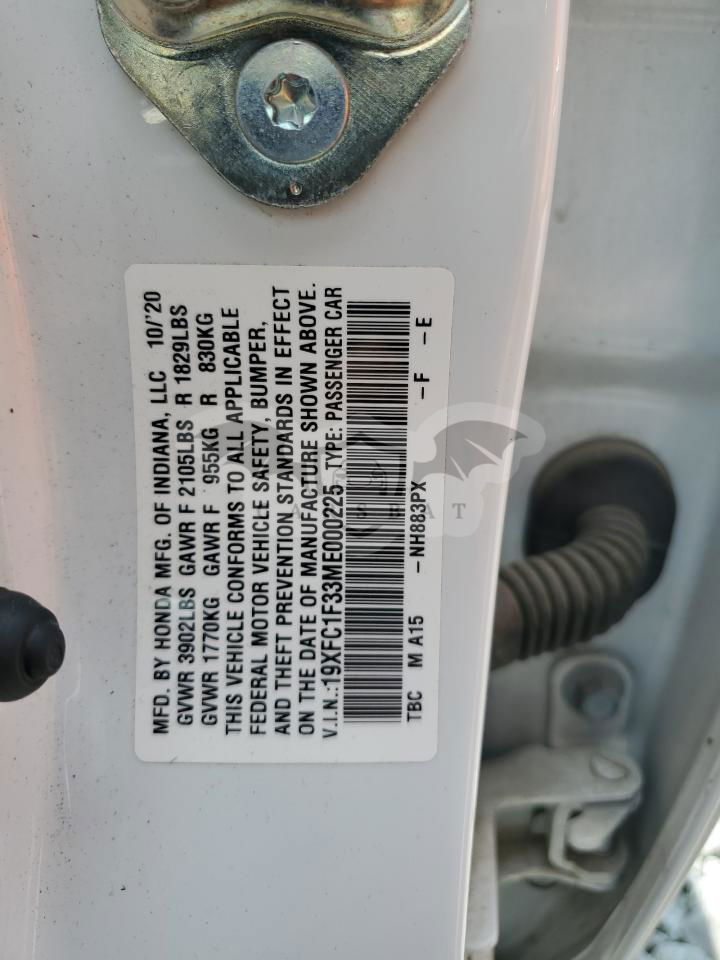 MFD. BY HONDA MFG. OF INDIANA, LLC 10/'20
GVWR 3902LBS GAWR F 2105LBS R 1829LBS
GVWR 1770KG GAWR F 955KG R 830KG
THIS VEHICLE CONFORMS TO ALL APPLICABLE
FEDERAL MOTOR VEHICLE SAFETY, BUMPER,
AND THEFT PREVENTION STANDARDS IN EFFECT
ON THE DATE OF MANUFACTURE SHOWN ABOVE.
V.I.N.:19XFC1F33ME000225 TYPE: PASSENGER CAR
TBC M A15 -NH883PX -F -E